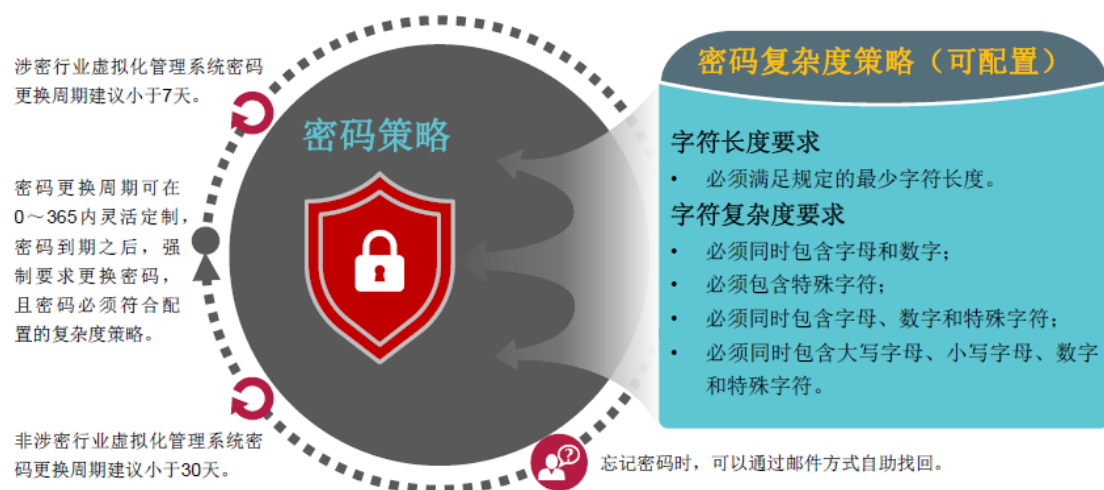 涉密行业虚拟化管理系统密码
更换周期建议小于7天。
密码更换周期可在
0～365内灵活定制，
密码到期之后，强
制要求更换密码，
且密码必须符合配
置的复杂度策略。
非涉密行业虚拟化管理系统密
码更换周期建议小于30天。
密码策略
密码复杂度策略（可配置）
字符长度要求
• 必须满足规定的最少字符长度。
字符复杂度要求
• 必须同时包含字母和数字；
• 必须包含特殊字符；
• 必须同时包含字母、数字和特殊字符；
• 必须同时包含大写字母、小写字母、数字
和特殊字符。
?
忘记密码时，可以通过邮件方式自助找回。